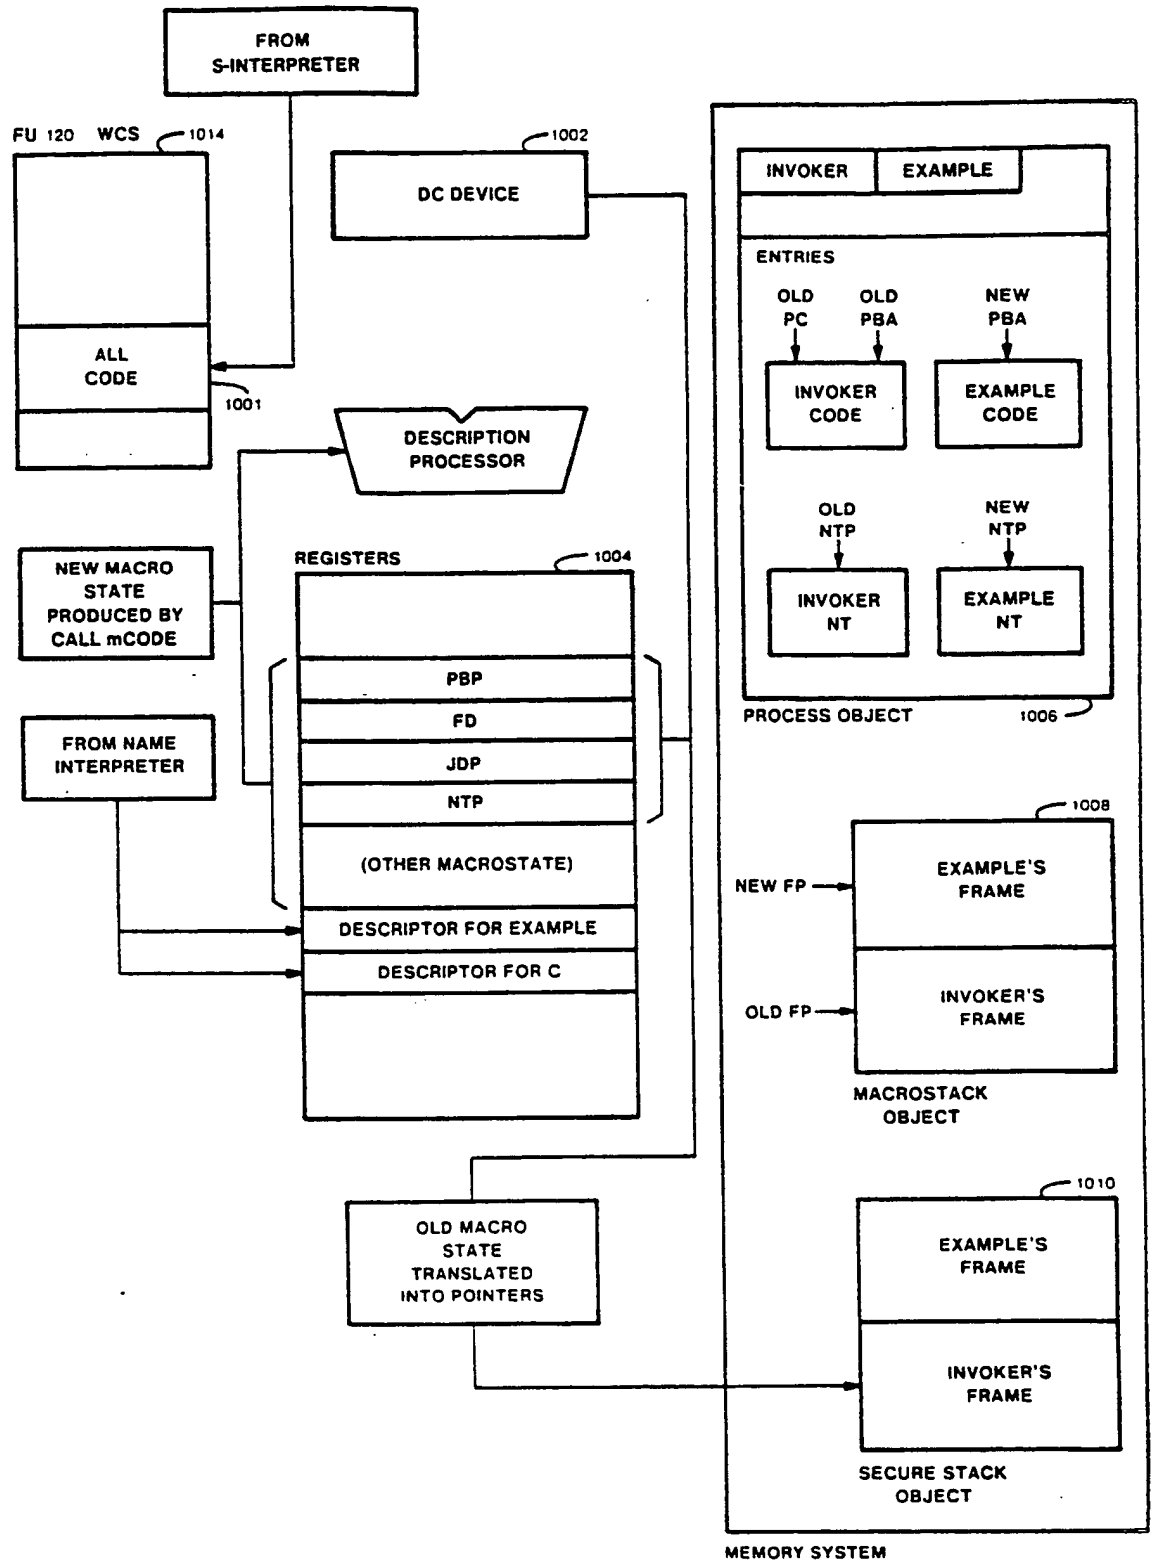 FROM
S-INTERPRETER
FU 120 WCS
1014
ALL
CODE
1001
1002
DC DEVICE
DESCRIPTION
PROCESSOR
NEW MACRO
STATE
PRODUCED BY
CALL mCODE
FROM NAME
INTERPRETER
REGISTERS
1004
PBP
FD
JDP
NTP
(OTHER MACROSTATE)
DESCRIPTOR FOR EXAMPLE
DESCRIPTOR FOR C
OLD MACRO
STATE
TRANSLATED
INTO POINTERS
INVOKER
EXAMPLE
ENTRIES
OLD
PC
OLD
PBA
NEW
PBA
INVOKER
CODE
EXAMPLE
CODE
OLD
NTP
NEW
NTP
INVOKER
NT
EXAMPLE
NT
PROCESS OBJECT
1006
1008
NEW FP
EXAMPLE'S
FRAME
OLD FP
INVOKER'S
FRAME
MACROSTACK
OBJECT
1010
EXAMPLE'S
FRAME
INVOKER'S
FRAME
SECURE STACK
OBJECT
MEMORY SYSTEM